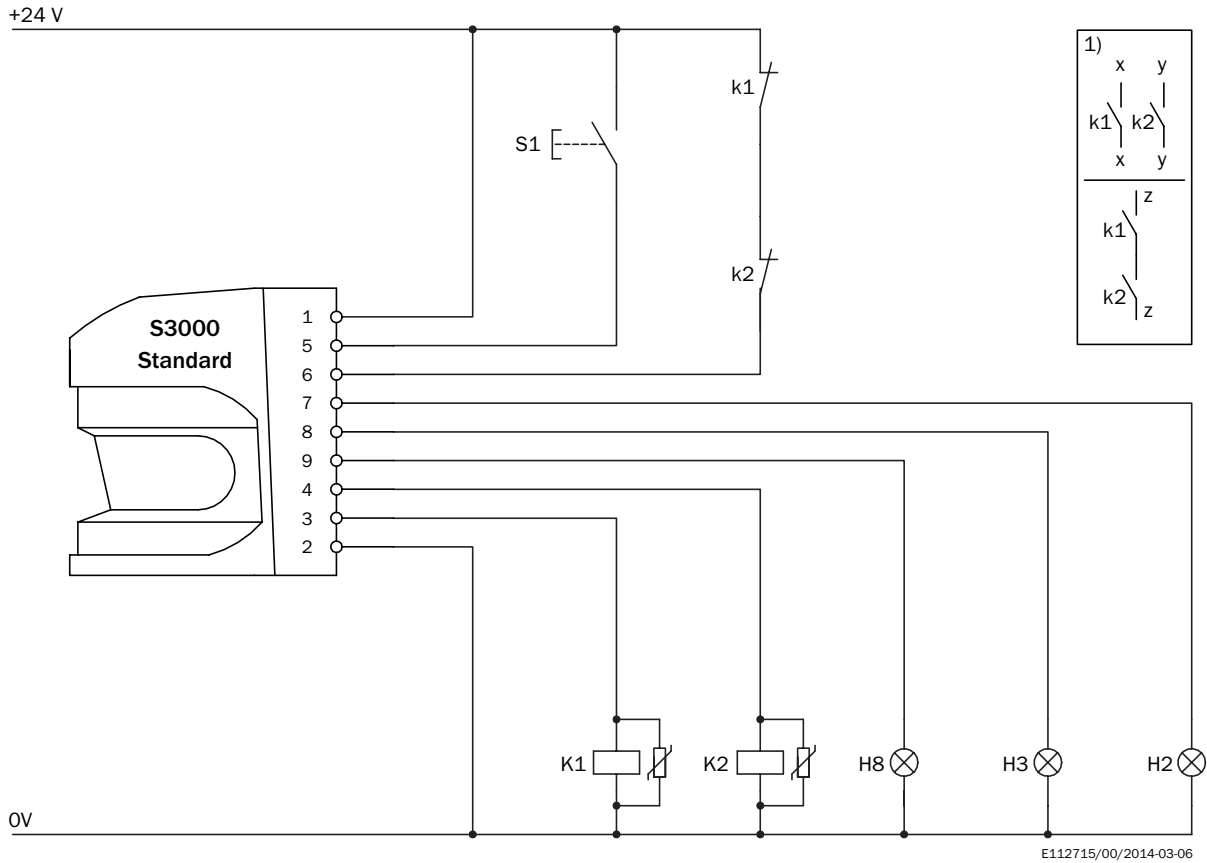 +24 V
1)
x y
k1
k1 k2
S1
x y
z
k1
k2
k2
z
S3000
Standard
1
5
6
7
8
9
4
3
2
K1
K2
H8
H3
H2
0V
E112715/00/2014-03-06